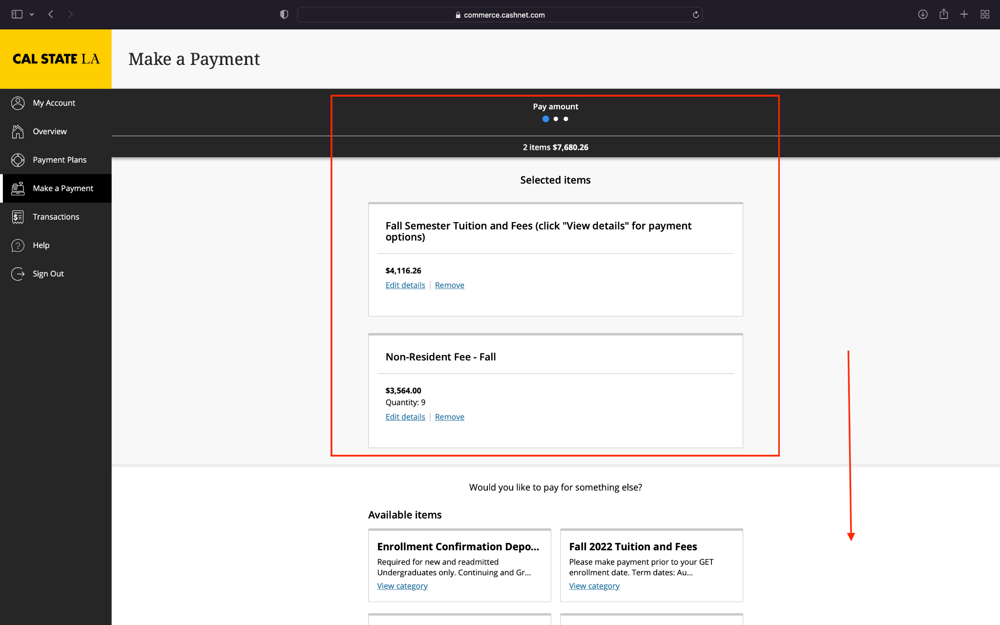 commerce.cashnet.com
CAL STATE LA
Make a Payment
My Account
Overview
Payment Plans
Make a Payment
Transactions
Help
Sign Out
Pay amount
2 items $7,680.26
Selected items
Fall Semester Tuition and Fees (click "View details" for payment
options)
$4,116.26
Edit details | Remove
Non-Resident Fee - Fall
$3,564.00
Quantity: 9
Edit details | Remove
Would you like to pay for something else?
Available items
Enrollment Confirmation Depo...
Required for new and readmitted
Undergraduates only. Continuing and Gr...
View category
Fall 2022 Tuition and Fees
Please make payment prior to your GET
enrollment date. Term dates: Au...
View category